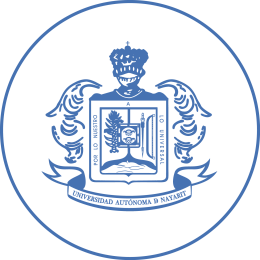 POR LO NUESTRO
A
LO UNIVERSAL
UNIVERSIDAD AUTÓNOMA DE NAYARIT